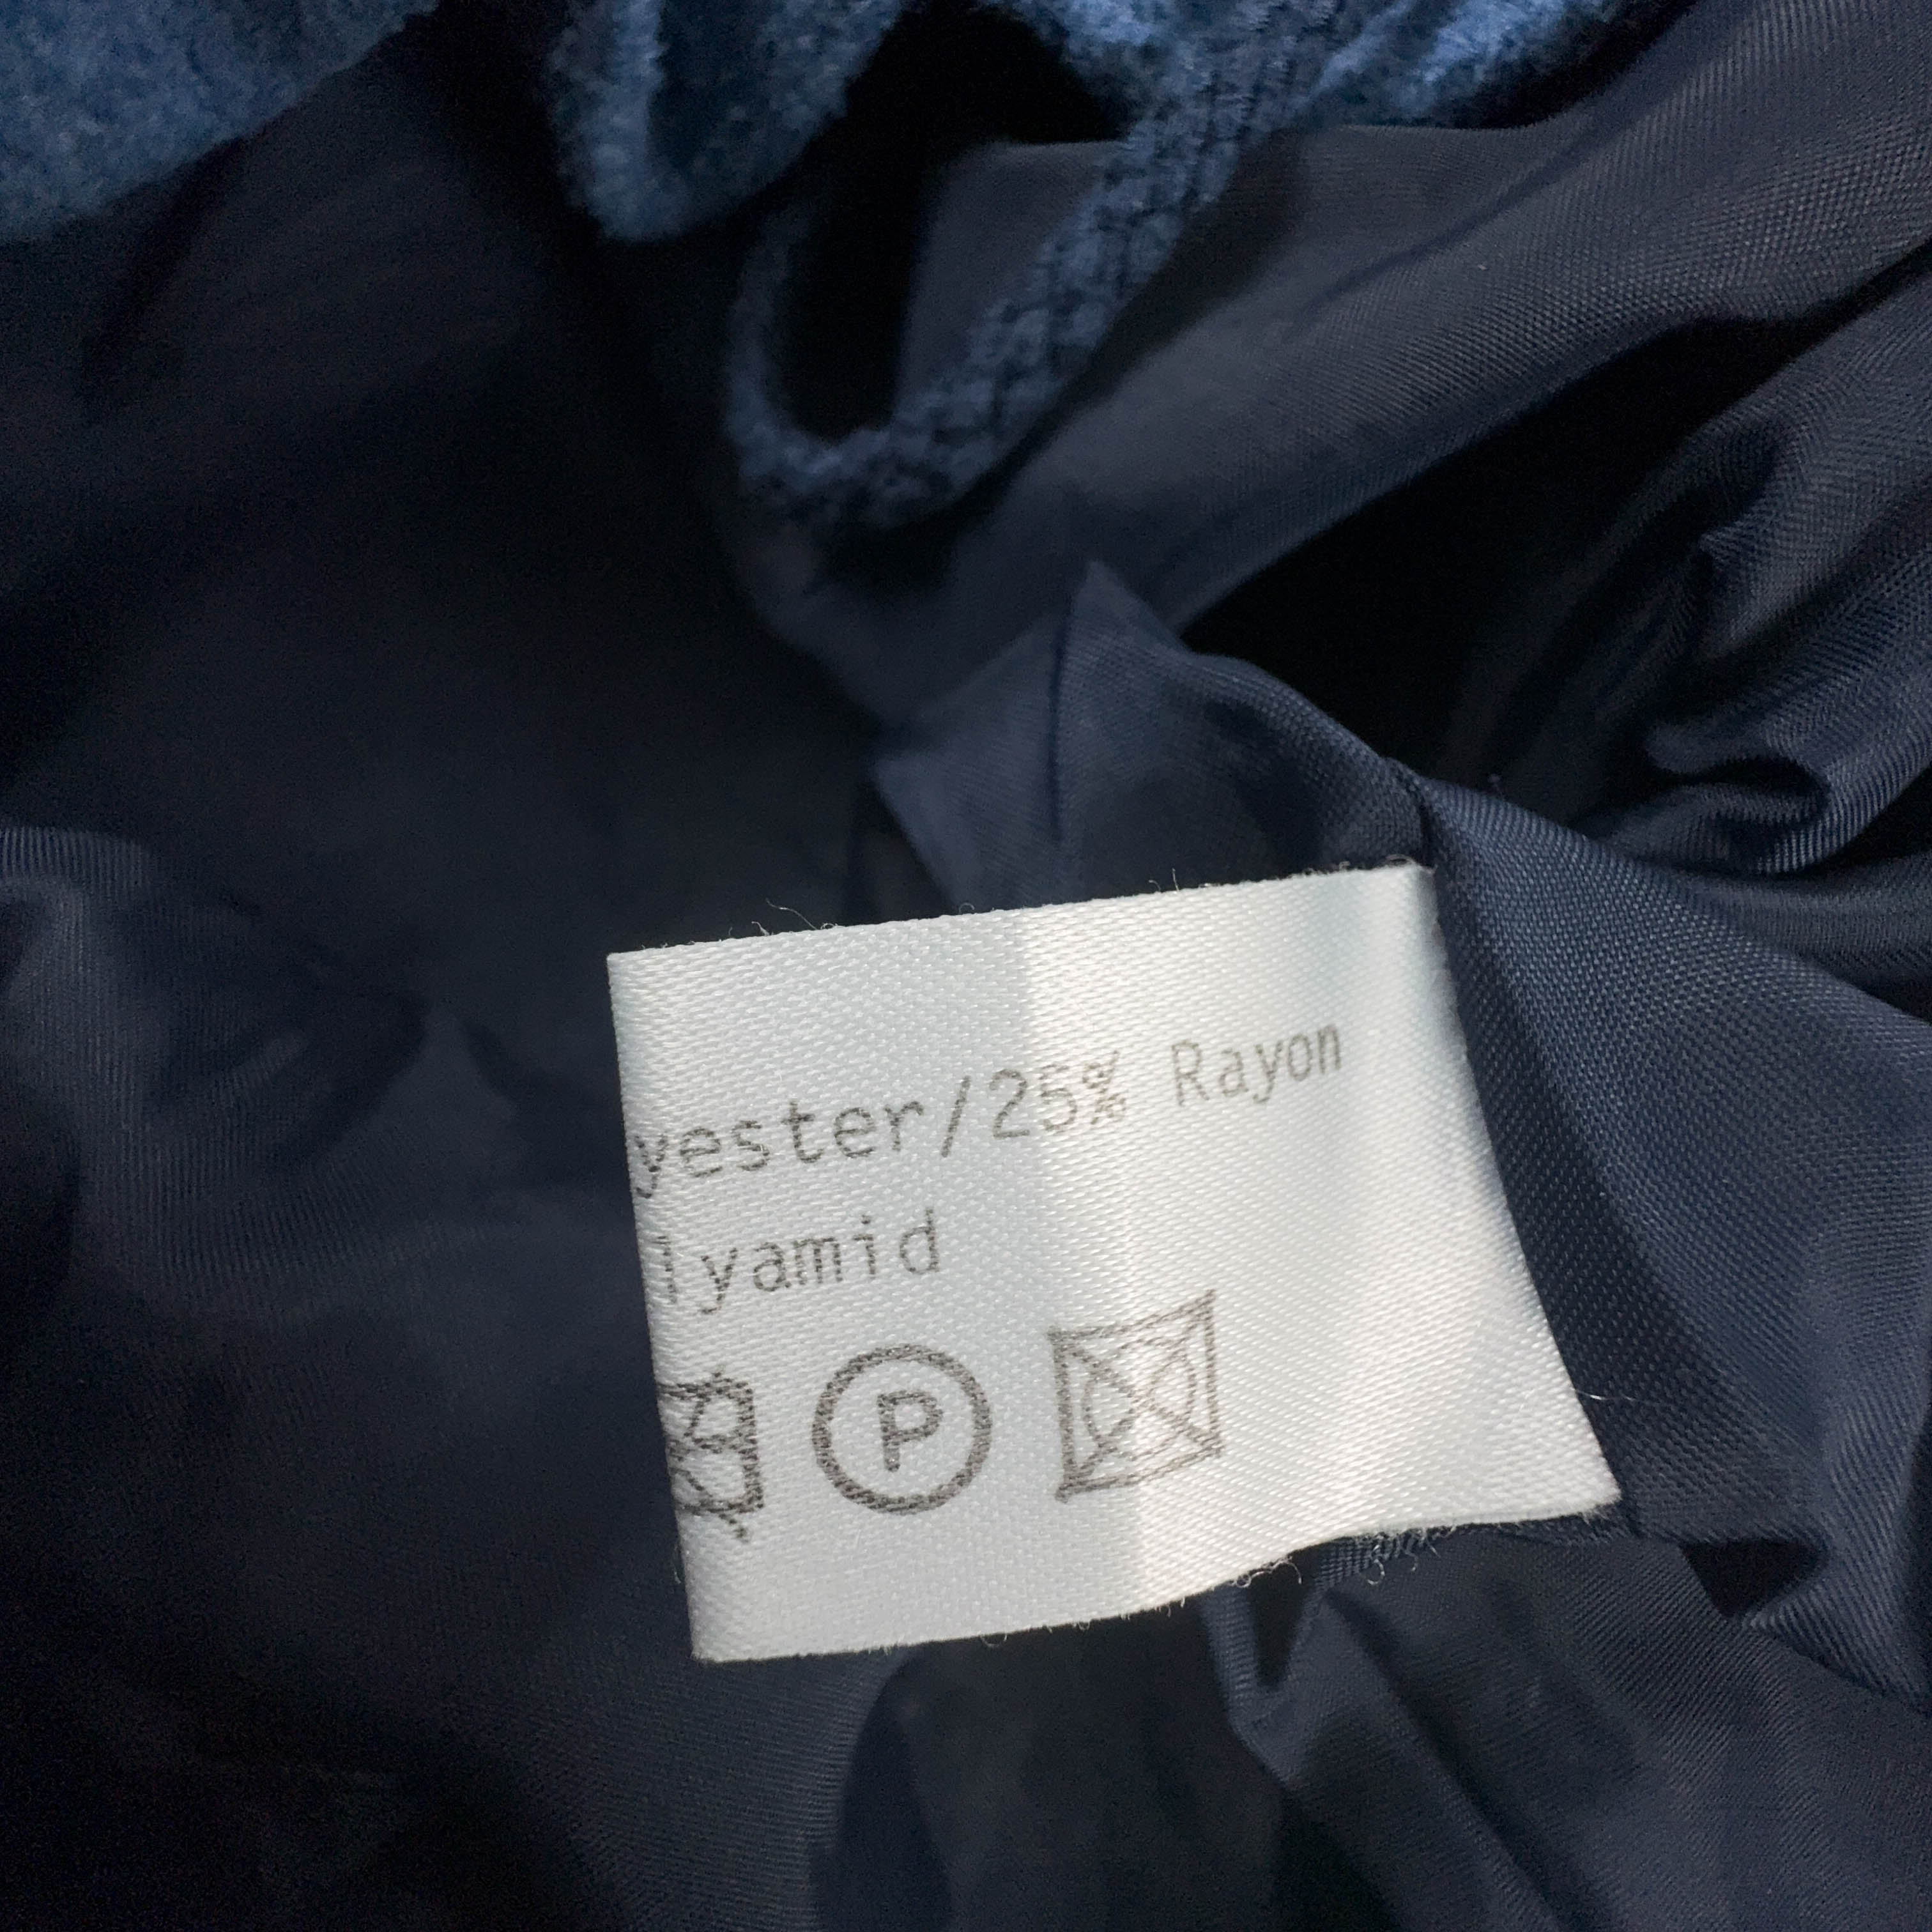 yester/25% Rayon
lyamid
P